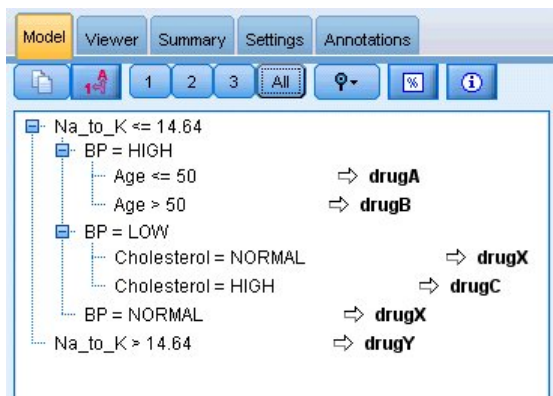 Model Viewer Summary Settings Annotations
1 2 3 All %
Na_to_K <= 14.64
BP = HIGH
Age <= 50 ⇨ drugA
Age > 50 ⇨ drugB
BP = LOW
Cholesterol = NORMAL ⇨ drugX
Cholesterol = HIGH ⇨ drugC
BP = NORMAL ⇨ drugX
Na_to_K > 14.64 ⇨ drugY